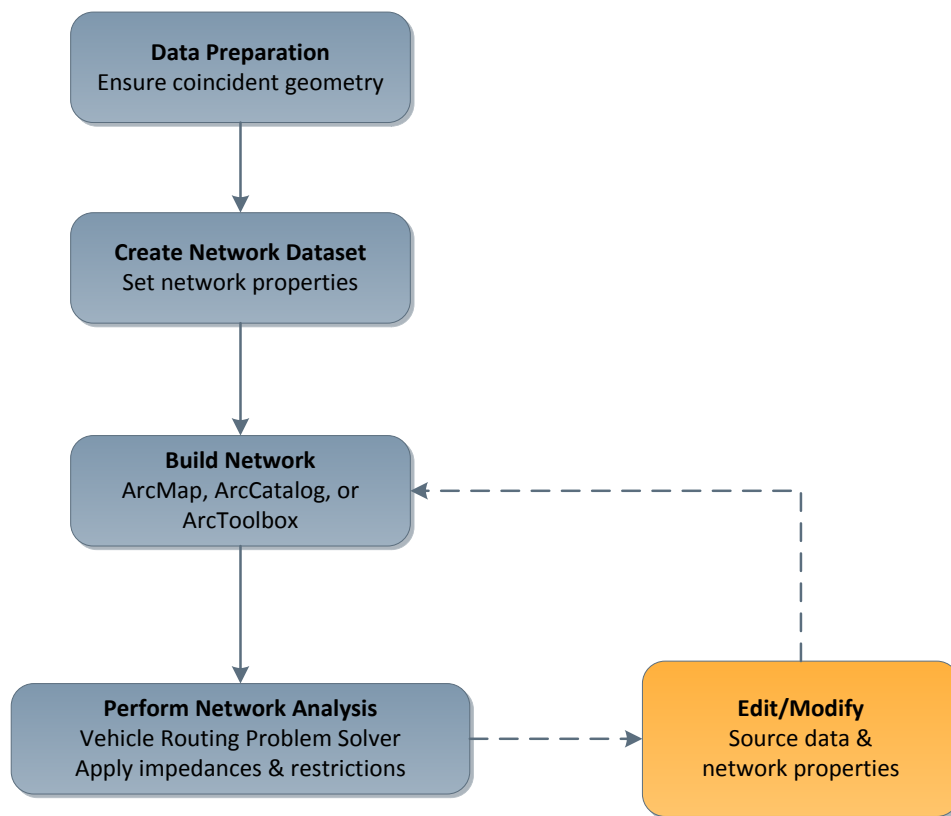 Data Preparation
Ensure coincident geometry
Create Network Dataset
Set network properties
Build Network
ArcMap, ArcCatalog, or
ArcToolbox
Perform Network Analysis
Vehicle Routing Problem Solver
Apply impedances & restrictions
Edit/Modify
Source data &
network properties